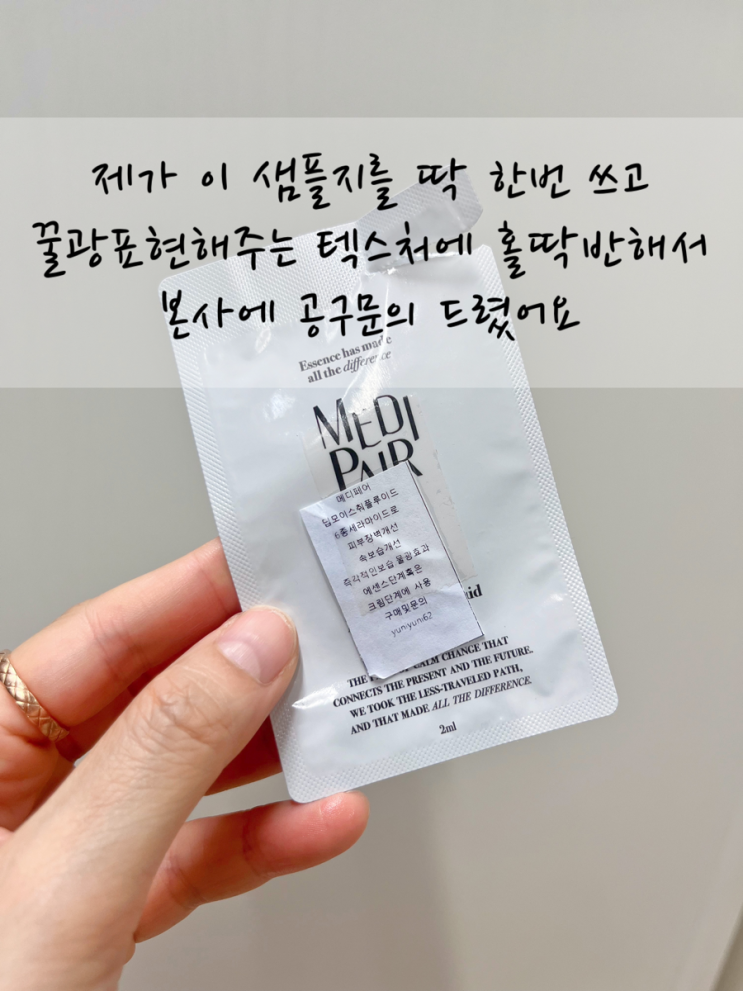 제가 이 샘플지를 딱 한번 쓰고
꿀광표현해주는 텍스처에 홀딱반해서
본사에 공구문의 드렸어요
Essence has made
all the difference
MEDI
PAIR
메디페어
딥모이스춰플루이드
6종세라마이드로
피부장벽개선
속보습개선
즉각적인보습 물광효과
에센스단계혹은
크림단계에 사용
구매및문의
yuniyuni62
CALM CHANGE THAT
CONNECTS THE PRESENT AND THE FUTURE.
WE TOOK THE LESS-TRAVELED PATH,
AND THAT MADE ALL THE DIFFERENCE.
2ml